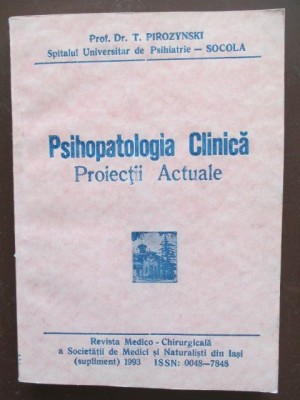 Prof. Dr. T. PIROZYNSKI
Spitalul Universitar de Psihiatrie — SOCOLA
Psihopatologia Clinică
Proiecții Actuale
Revista Medico - Chirurgicală
a Societății de Medici și Naturaliști din Iași
(supliment) 1993 ISSN: 0048—7848